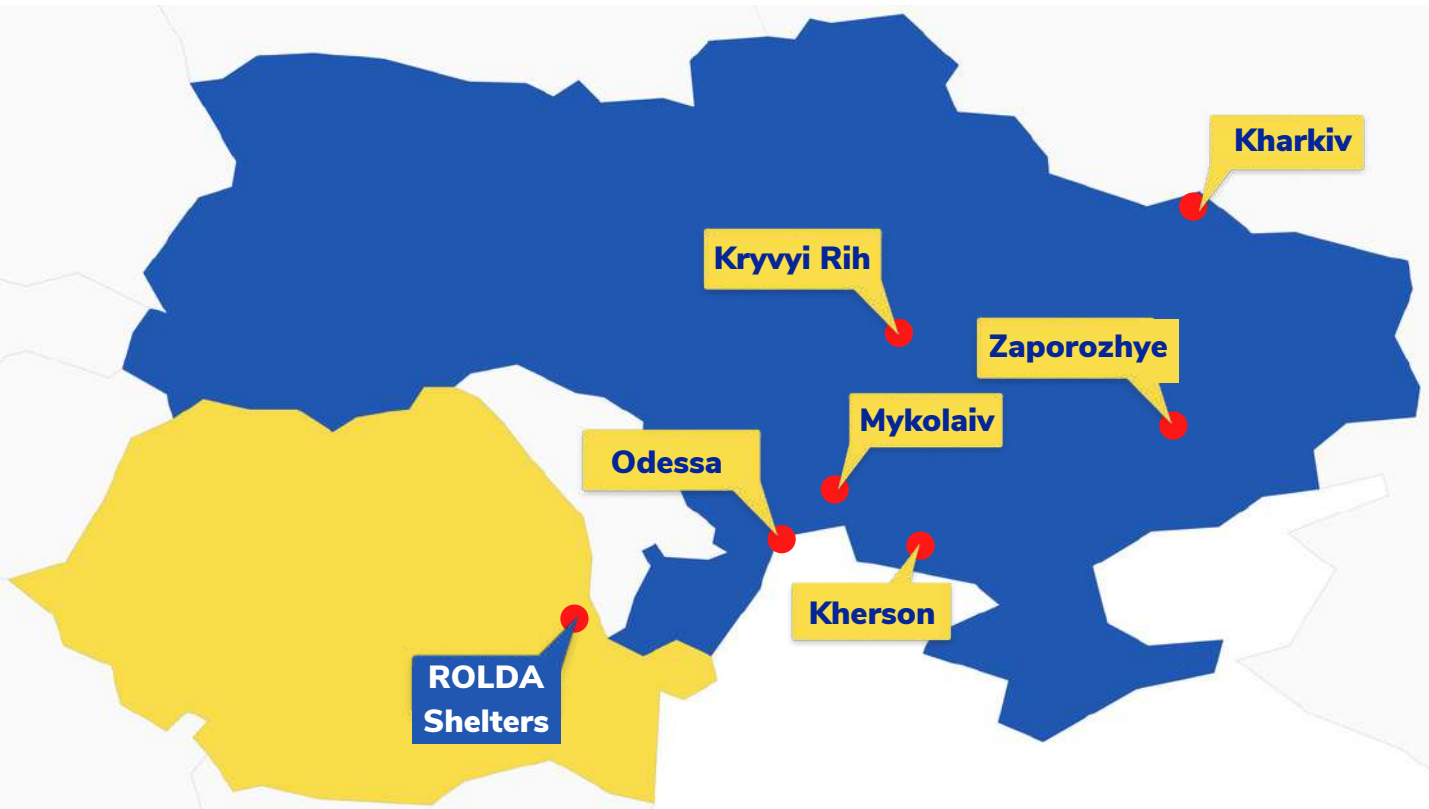 Kharkiv
Kryvyi Rih
Zaporozhye
Mykolaiv
Odessa
Kherson
ROLDA
Shelters